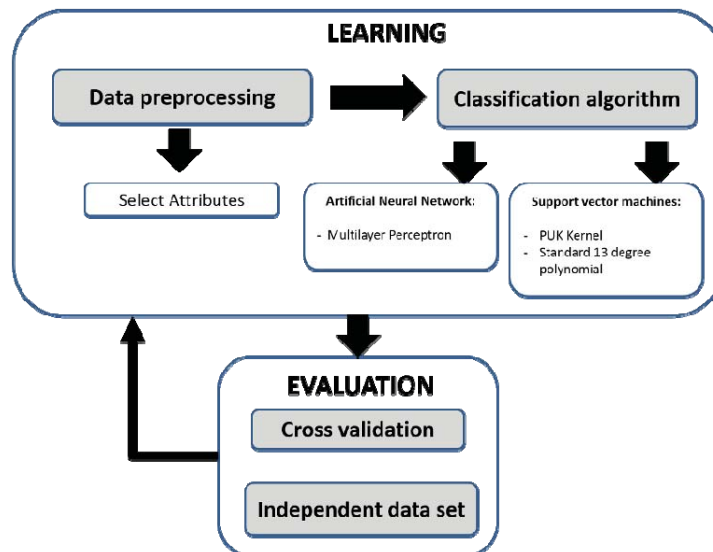 LEARNING
Data preprocessing
Classification algorithm
Select Attributes
Artificial Neural Network:
- Multilayer Perceptron
Support vector machines:
- PUK Kernel
- Standard 13 degree
polynomial
EVALUATION
Cross validation
Independent data set